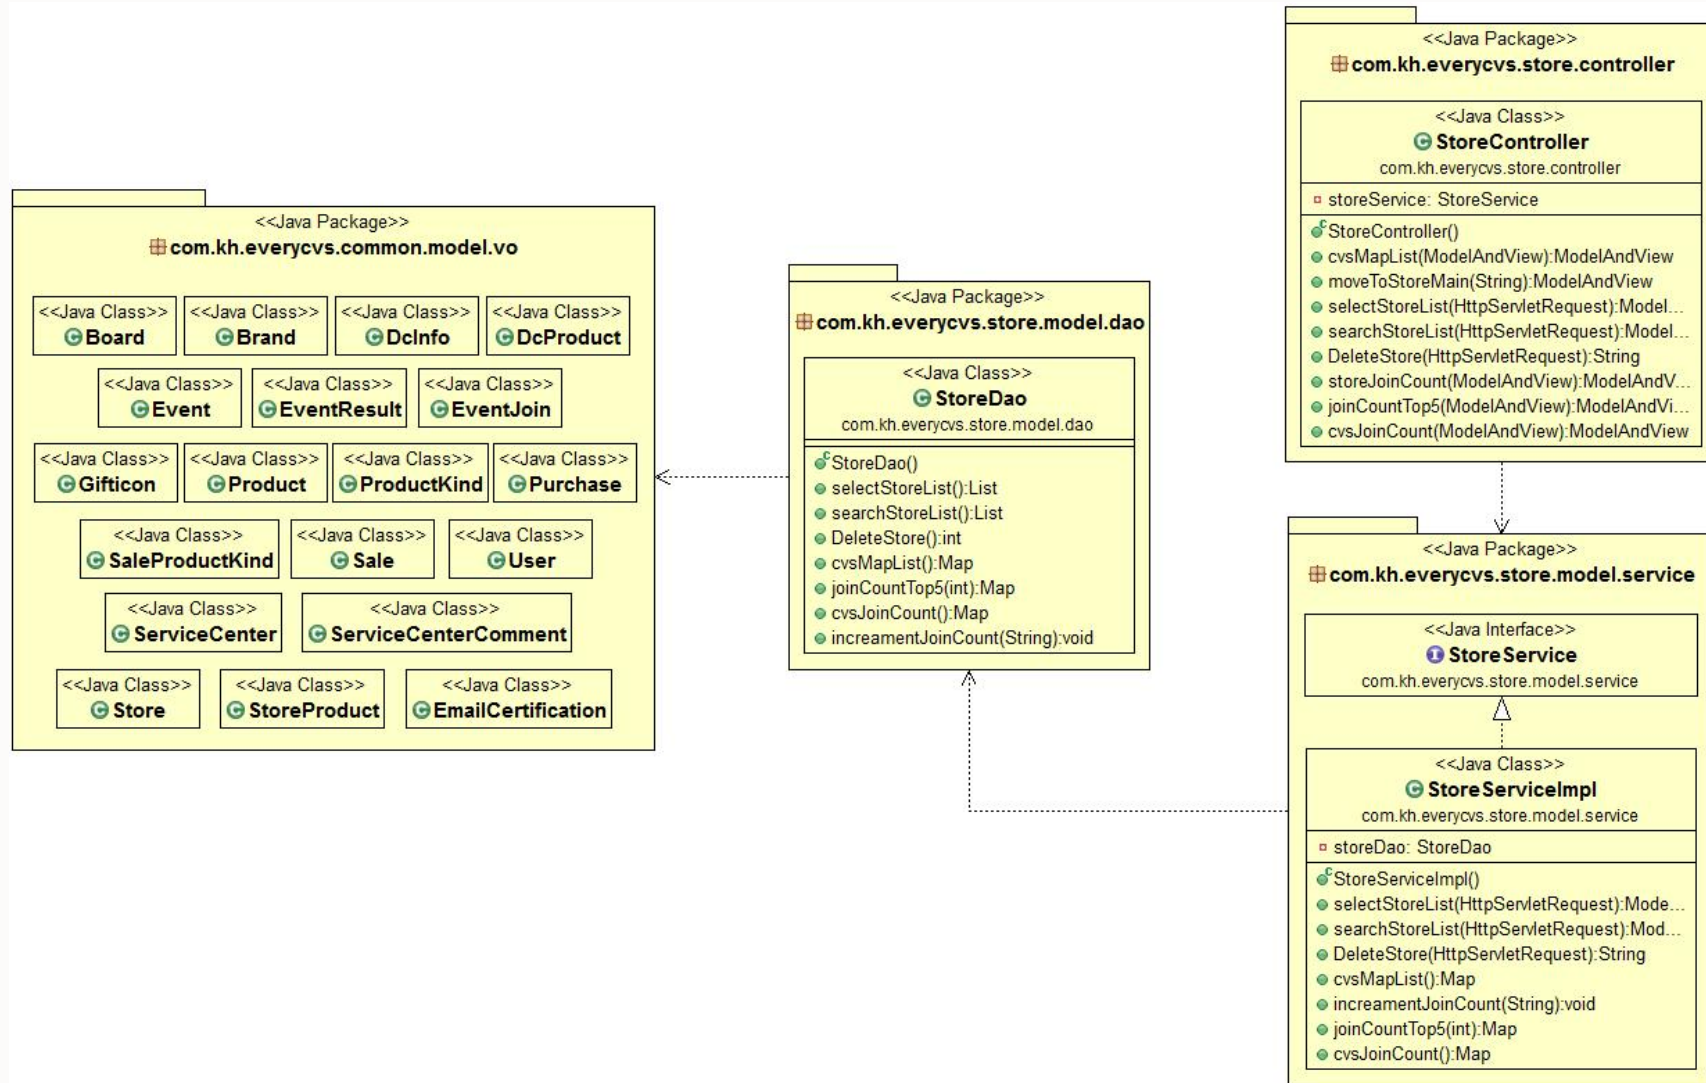 <<Java Package>>
com.kh.everycvs.common.model.vo
<<Java Class>> <<Java Class>> <<Java Class>> <<Java Class>>
Board Brand DcInfo DcProduct
<<Java Class>> <<Java Class>> <<Java Class>>
Event EventResult EventJoin
<<Java Class>> <<Java Class>> <<Java Class>> <<Java Class>>
Gifticon Product ProductKind Purchase
<<Java Class>> <<Java Class>> <<Java Class>>
SaleProductKind Sale User
<<Java Class>> <<Java Class>>
ServiceCenter ServiceCenterComment
<<Java Class>> <<Java Class>> <<Java Class>>
Store StoreProduct EmailCertification
<<Java Package>>
com.kh.everycvs.store.model.dao
<<Java Class>>
StoreDao
com.kh.everycvs.store.model.dao
StoreDao()
selectStoreList():List
searchStoreList():List
DeleteStore():int
cvsMapList():Map
joinCountTop5(int):Map
cvsJoinCount():Map
increamentJoinCount(String):void
<<Java Package>>
com.kh.everycvs.store.controller
<<Java Class>>
StoreController
com.kh.everycvs.store.controller
storeService: StoreService
StoreController()
cvsMapList(ModelAndView):ModelAndView
moveToStoreMain(String):ModelAndView
selectStoreList(HttpServletRequest):Model...
searchStoreList(HttpServletRequest):Model...
DeleteStore(HttpServletRequest):String
storeJoinCount(ModelAndView):ModelAndV...
joinCountTop5(ModelAndView):ModelAndVi...
cvsJoinCount(ModelAndView):ModelAndView
<<Java Package>>
com.kh.everycvs.store.model.service
<<Java Interface>>
StoreService
com.kh.everycvs.store.model.service
<<Java Class>>
StoreServiceImpl
com.kh.everycvs.store.model.service
storeDao: StoreDao
StoreServiceImpl()
selectStoreList(HttpServletRequest):Mode...
searchStoreList(HttpServletRequest):Mod...
DeleteStore(HttpServletRequest):String
cvsMapList():Map
increamentJoinCount(String):void
joinCountTop5(int):Map
cvsJoinCount():Map